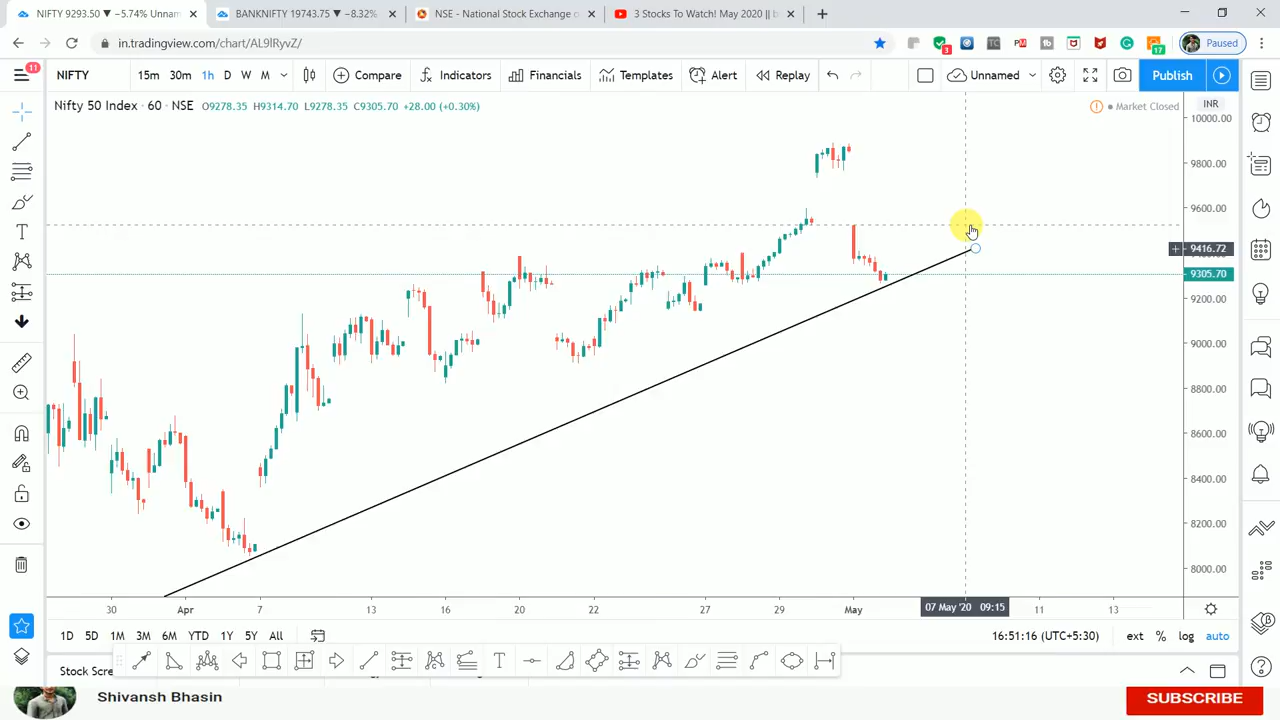 NIFTY 9293.50 ▼ −5.74% Unnam
BANKNIFTY 19743.75 ▼ −8.32%
NSE - National Stock Exchange o
3 Stocks To Watch! May 2020 || b
in.tradingview.com/chart/AL9lRyvZ/
3
17
Paused
11
NIFTY
15m 30m 1h D W M
Compare
Indicators
Financials
Templates
Alert
Replay
Unnamed
Publish
Nifty 50 Index · 60 · NSE O9278.35 H9314.70 L9278.35 C9305.70 +28.00 (+0.30%)
Market Closed
INR
10000.00
9800.00
9600.00
9416.72
9305.70
9200.00
9000.00
8800.00
8600.00
8400.00
8200.00
8000.00
30 Apr 7 13 16 20 22 27 29 May 07 May '20 09:15 11 13
1D 5D 1M 3M 6M YTD 1Y 5Y All
16:51:16 (UTC+5:30) ext % log auto
Stock Scre
Shivansh Bhasin
SUBSCRIBE